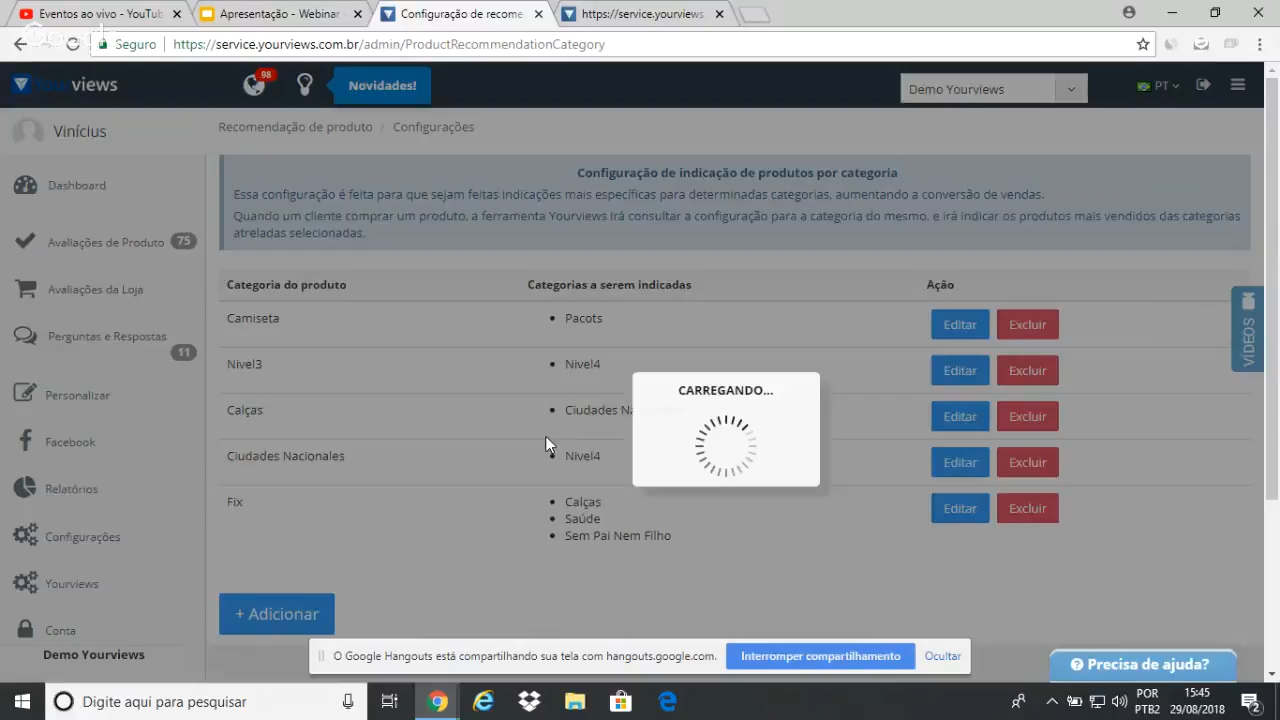 Eventos ao vivo - YouTub
Apresentação - Webinar
Configuração de recome
https://service.yourviews.
Seguro
https://service.yourviews.com.br/admin/ProductRecommendationCategory
views
98
Novidades!
Demo Yourviews
PT
Vinícius
Recomendação de produto / Configurações
Configuração de indicação de produtos por categoria
Essa configuração é feita para que sejam feitas indicações mais específicas para determinadas categorias, aumentando a conversão de vendas.
Quando um cliente comprar um produto, a ferramenta Yourviews irá consultar a configuração para a categoria do mesmo, e irá indicar os produtos mais vendidos das categorias
atreladas selecionadas.
Dashboard
Avaliações de Produto 75
Avaliações da Loja
Perguntas e Respostas
11
Personalizar
Facebook
Relatórios
Configurações
Yourviews
Conta
Demo Yourviews
Categoria do produto Categorias a serem indicadas Ação
Camiseta • Pacots Editar Excluir
Nivel3 • Nivel4 Editar Excluir
Calças • Ciudades Editar Excluir
Ciudades Nacionales • Nivel4 Editar Excluir
Fix • Calças Editar Excluir
• Saúde
• Sem Pai Nem Filho
CARREGANDO...
VÍDEOS
+ Adicionar
O Google Hangouts está compartilhando sua tela com hangouts.google.com. Interromper compartilhamento Ocultar
Precisa de ajuda?
Digite aqui para pesquisar
POR
PTB2
15:45
29/08/2018
2